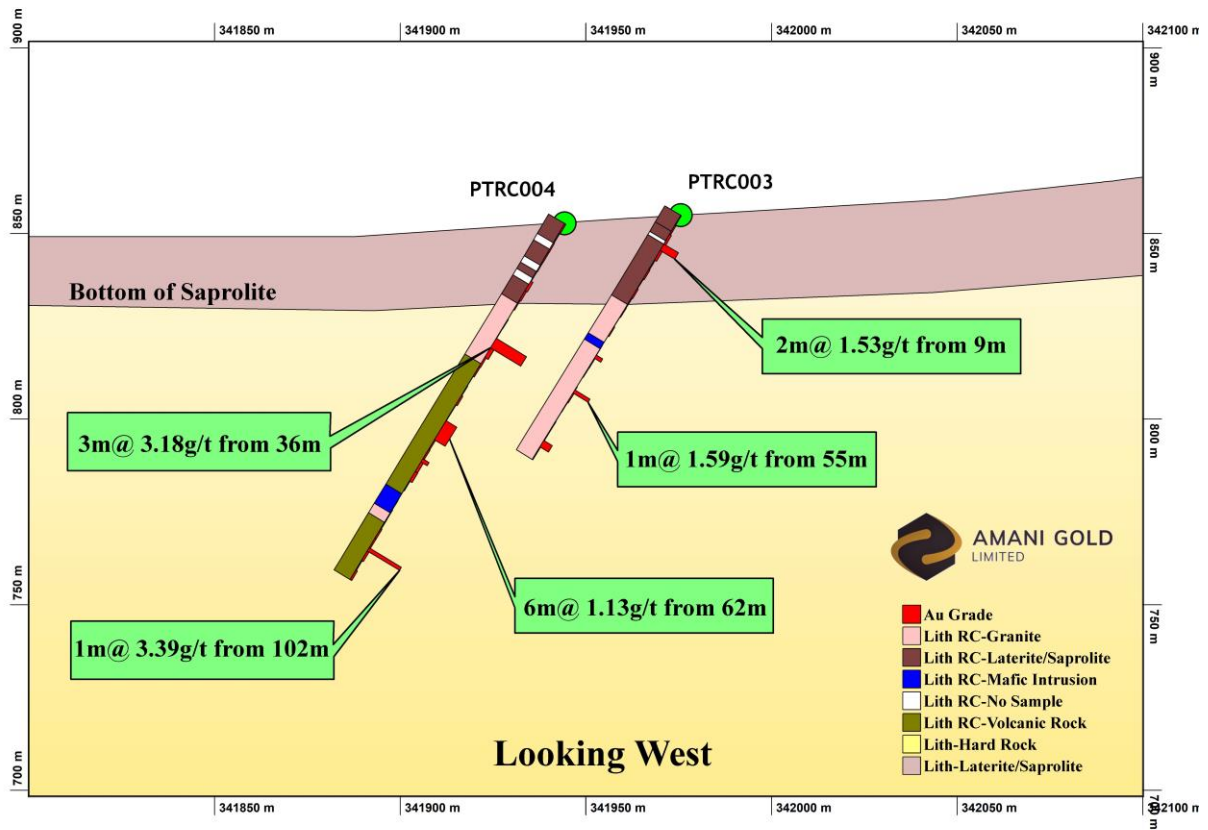 341850 m
341900 m
341950 m
342000 m
342050 m
342100 m
900 m
900 m
PTRC004
PTRC003
850 m
850 m
Bottom of Saprolite
2m@ 1.53g/t from 9m
3m@ 3.18g/t from 36m
800 m
800 m
1m@ 1.59g/t from 55m
AMANI GOLD
LIMITED
6m@ 1.13g/t from 62m
750 m
750 m
1m@ 3.39g/t from 102m
Au Grade
Lith RC-Granite
Lith RC-Laterite/Saprolite
Lith RC-Mafic Intrusion
Lith RC-No Sample
Lith RC-Volcanic Rock
Lith-Hard Rock
Lith-Laterite/Saprolite
Looking West
700 m
700 m
341850 m
341900 m
341950 m
342000 m
342050 m
342100 m